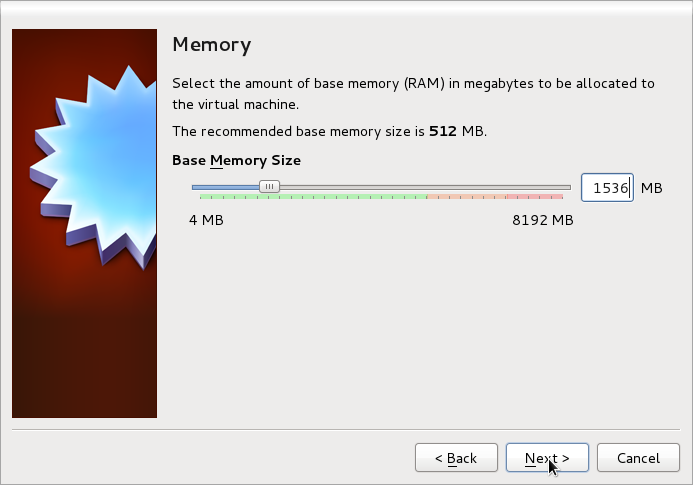 Memory
Select the amount of base memory (RAM) in megabytes to be allocated to
the virtual machine.
The recommended base memory size is 512 MB.
Base Memory Size
1536 MB
4 MB 8192 MB
< Back Next > Cancel